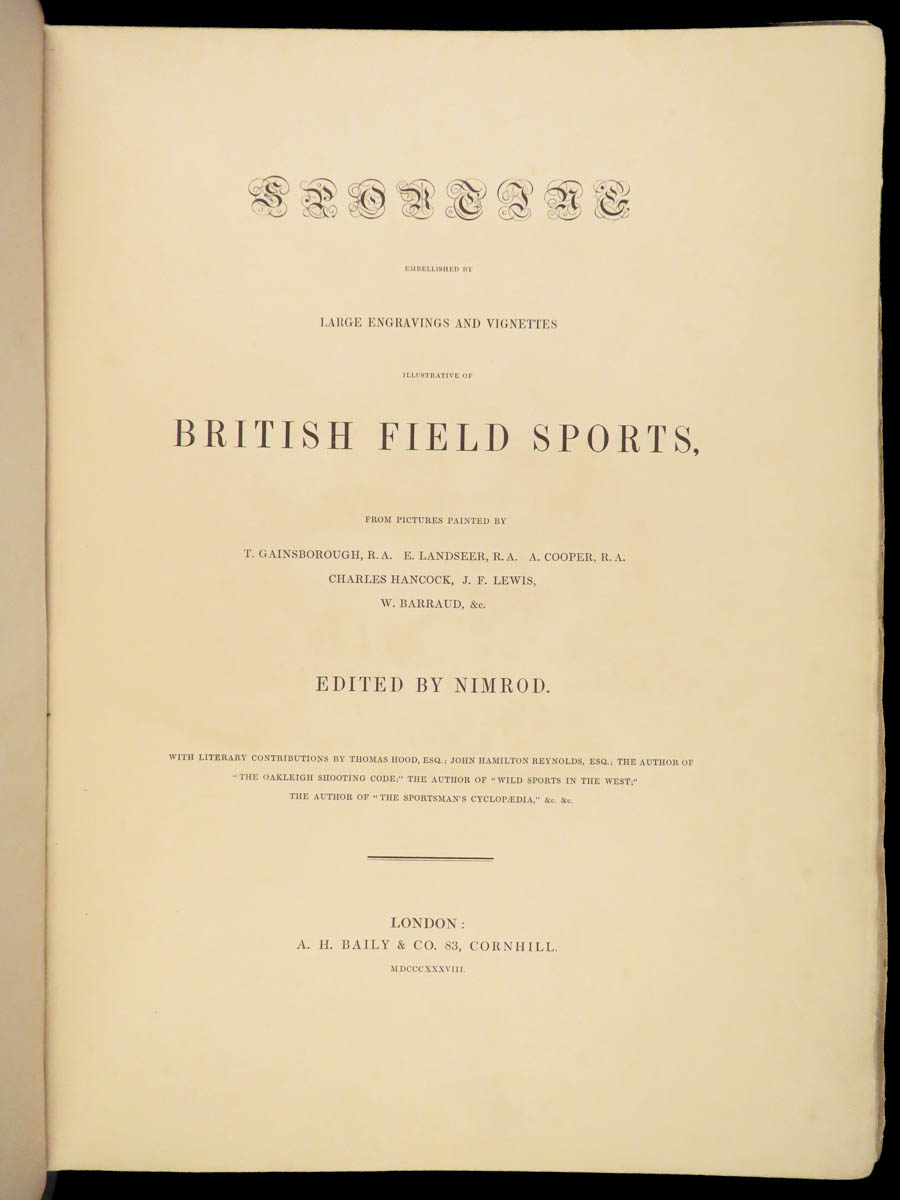 SPORTING
EMBELLISHED BY
LARGE ENGRAVINGS AND VIGNETTES
ILLUSTRATIVE OF
BRITISH FIELD SPORTS,
FROM PICTURES PAINTED BY
T. GAINSBOROUGH, R.A. E. LANDSEER, R.A. A. COOPER, R.A.
CHARLES HANCOCK, J. F. LEWIS,
W. BARRAUD, &c.
EDITED BY NIMROD.
WITH LITERARY CONTRIBUTIONS BY THOMAS HOOD, ESQ.; JOHN HAMILTON REYNOLDS, ESQ.; THE AUTHOR OF
"THE OAKLEIGH SHOOTING CODE;" THE AUTHOR OF "WILD SPORTS IN THE WEST;"
THE AUTHOR OF "THE SPORTSMAN'S CYCLOPÆDIA," &c. &c.
LONDON:
A. H. BAILY & CO. 83, CORNHILL.
MDCCCXXXVIII.